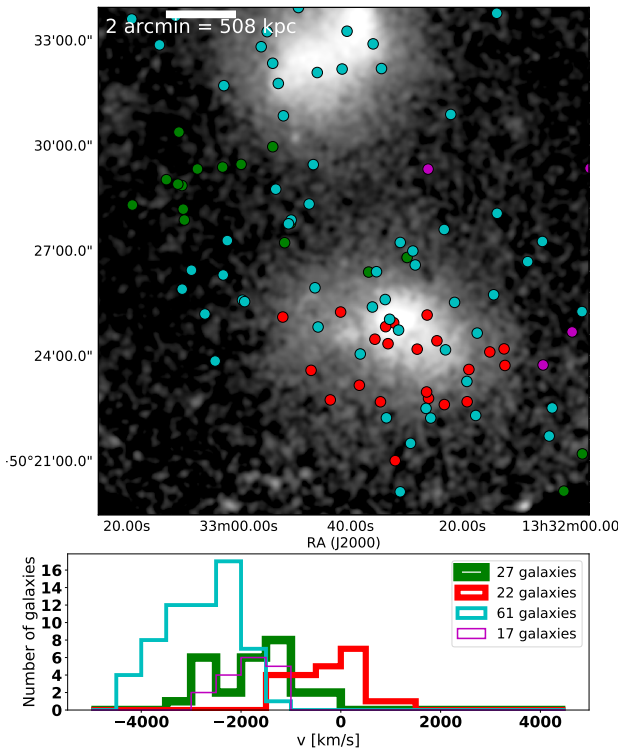 2 arcmin = 508 kpc
33'00.0"
30'00.0"
27'00.0"
24'00.0"
-50°21'00.0"
20.00s 33m00.00s 40.00s 20.00s 13h32m00.00
RA (J2000)
Number of galaxies
16
14
12
10
8
6
4
2
0
27 galaxies
22 galaxies
61 galaxies
17 galaxies
−4000 −2000 0 2000 4000
v [km/s]